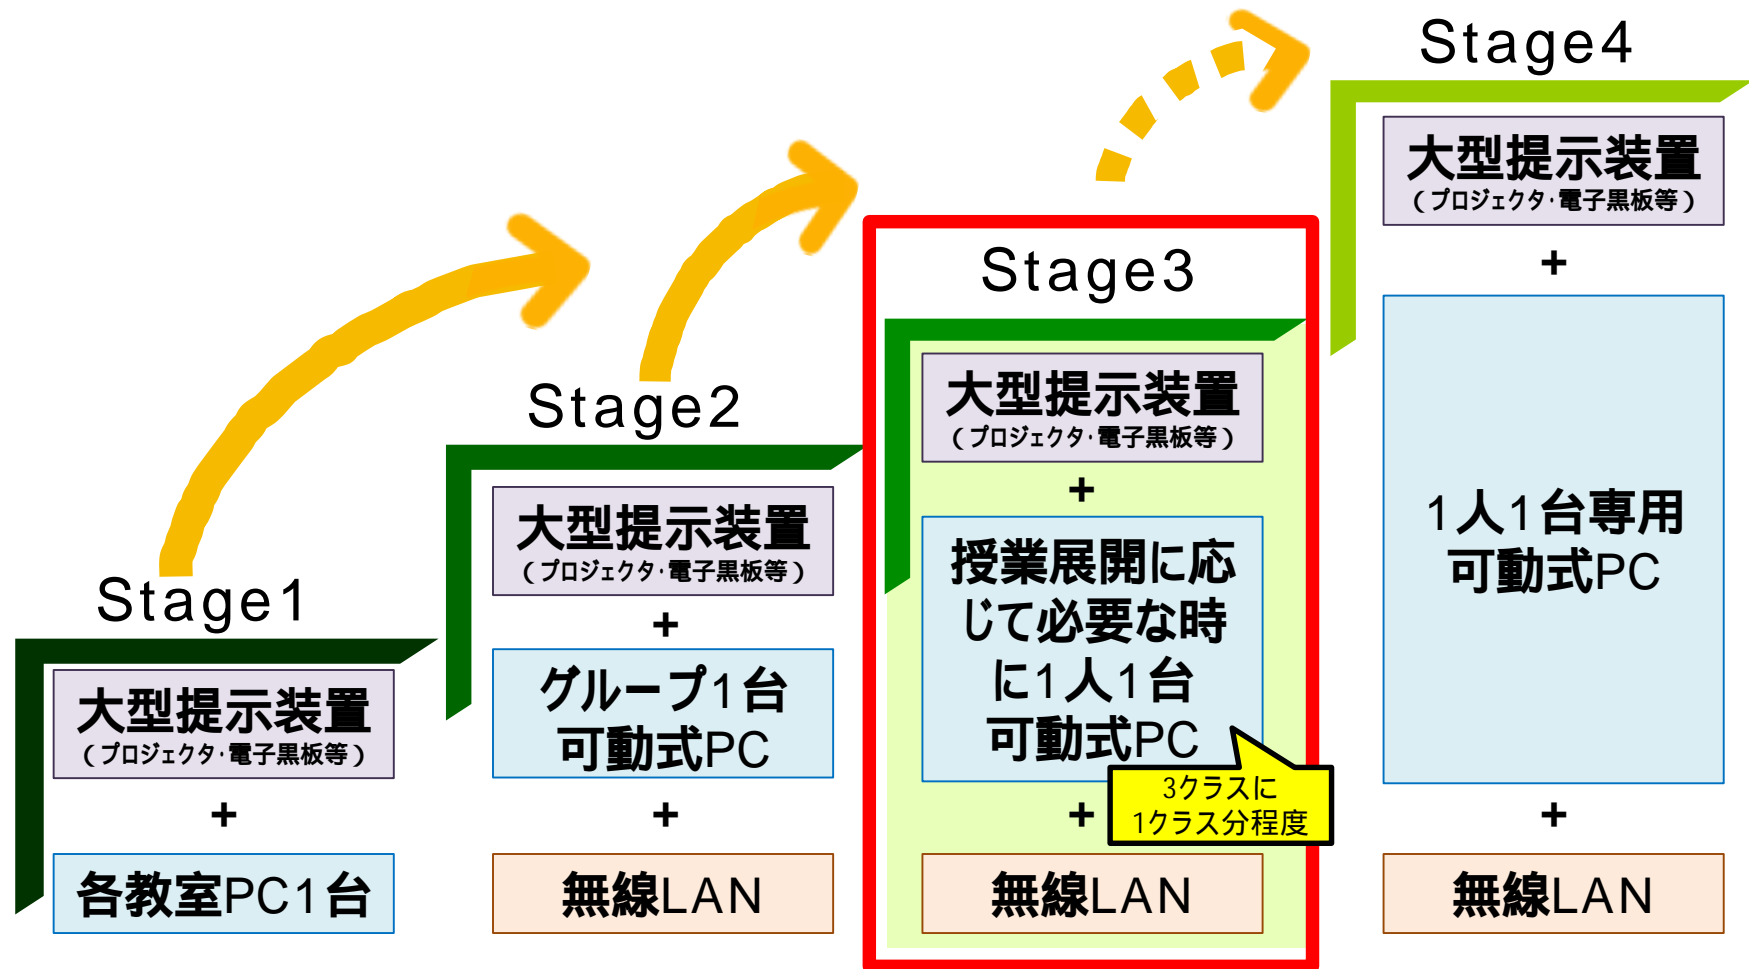 Stage1
大型提示装置
(プロジェクタ・電子黒板等)
+
各教室PC1台
Stage2
大型提示装置
(プロジェクタ・電子黒板等)
+
グループ1台
可動式PC
+
無線LAN
Stage3
大型提示装置
(プロジェクタ・電子黒板等)
+
授業展開に応
じて必要な時
に1人1台
可動式PC
3クラスに
1クラス分程度
+
無線LAN
Stage4
大型提示装置
(プロジェクタ・電子黒板等)
+
1人1台専用
可動式PC
+
無線LAN